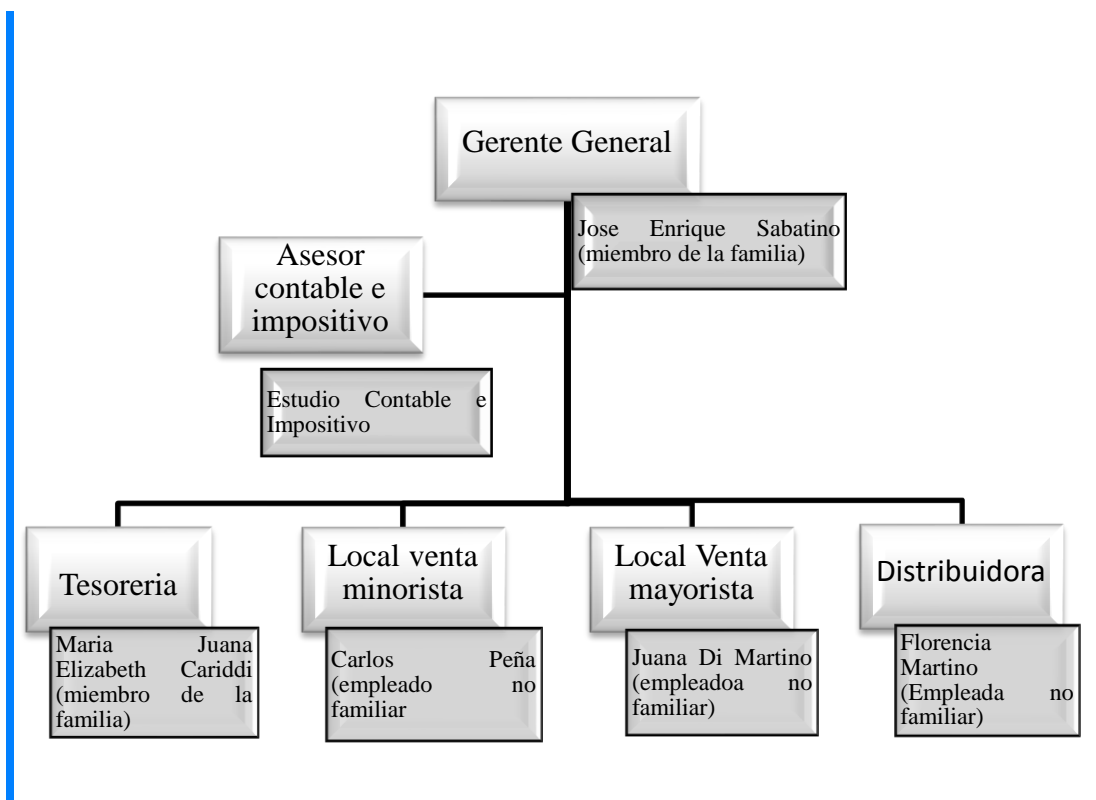 Gerente General
Jose Enrique Sabatino
(miembro de la familia)
Asesor
contable e
impositivo
Estudio Contable e
Impositivo
Tesoreria
Maria Juana
Elizabeth Cariddi
(miembro de la
familia)
Local venta
minorista
Carlos Peña
(empleado no
familiar
Local Venta
mayorista
Juana Di Martino
(empleadoa no
familiar)
Distribuidora
Florencia
Martino
(Empleada no
familiar)